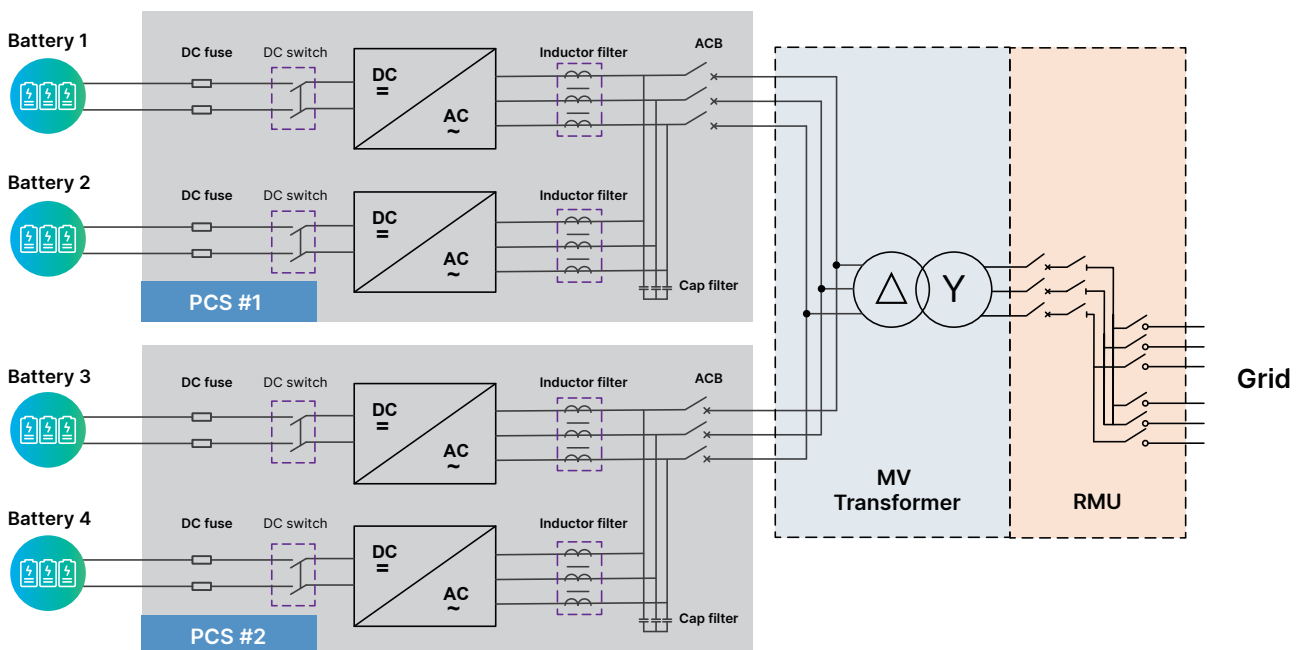 Battery 1
DC fuse
DC switch
DC
=
AC
~
Inductor filter
ACB
Battery 2
DC fuse
DC switch
DC
=
AC
~
Inductor filter
Cap filter
PCS #1
Battery 3
DC fuse
DC switch
DC
=
AC
~
Inductor filter
ACB
Battery 4
DC fuse
DC switch
DC
=
AC
~
Inductor filter
Cap filter
PCS #2
Δ
Y
MV
Transformer
RMU
Grid